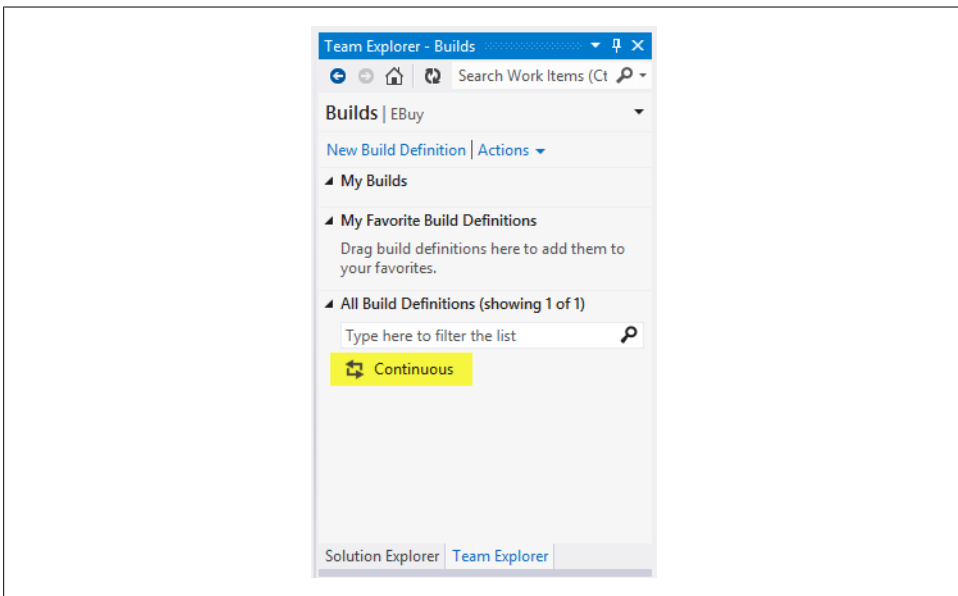 Team Explorer - Builds
Search Work Items (Ct
Builds | EBuy
New Build Definition | Actions
My Builds
My Favorite Build Definitions
Drag build definitions here to add them to
your favorites.
All Build Definitions (showing 1 of 1)
Type here to filter the list
Continuous
Solution Explorer Team Explorer